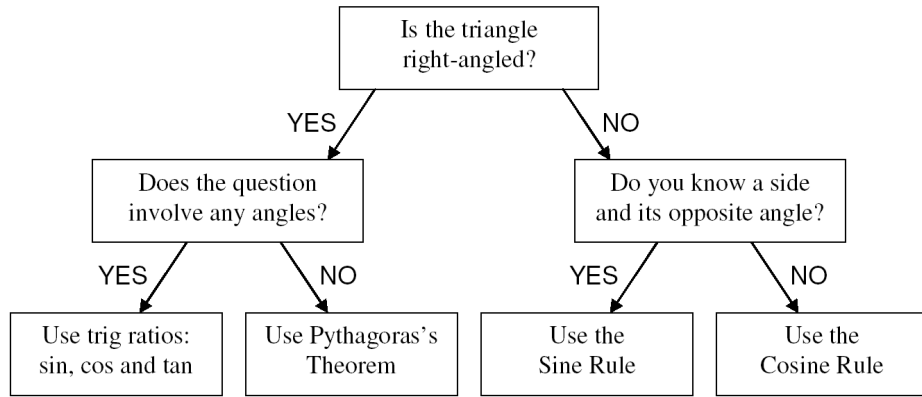 Is the triangle
right-angled?
YES
NO
Does the question
involve any angles?
Do you know a side
and its opposite angle?
YES
NO
YES
NO
Use trig ratios:
sin, cos and tan
Use Pythagoras's
Theorem
Use the
Sine Rule
Use the
Cosine Rule